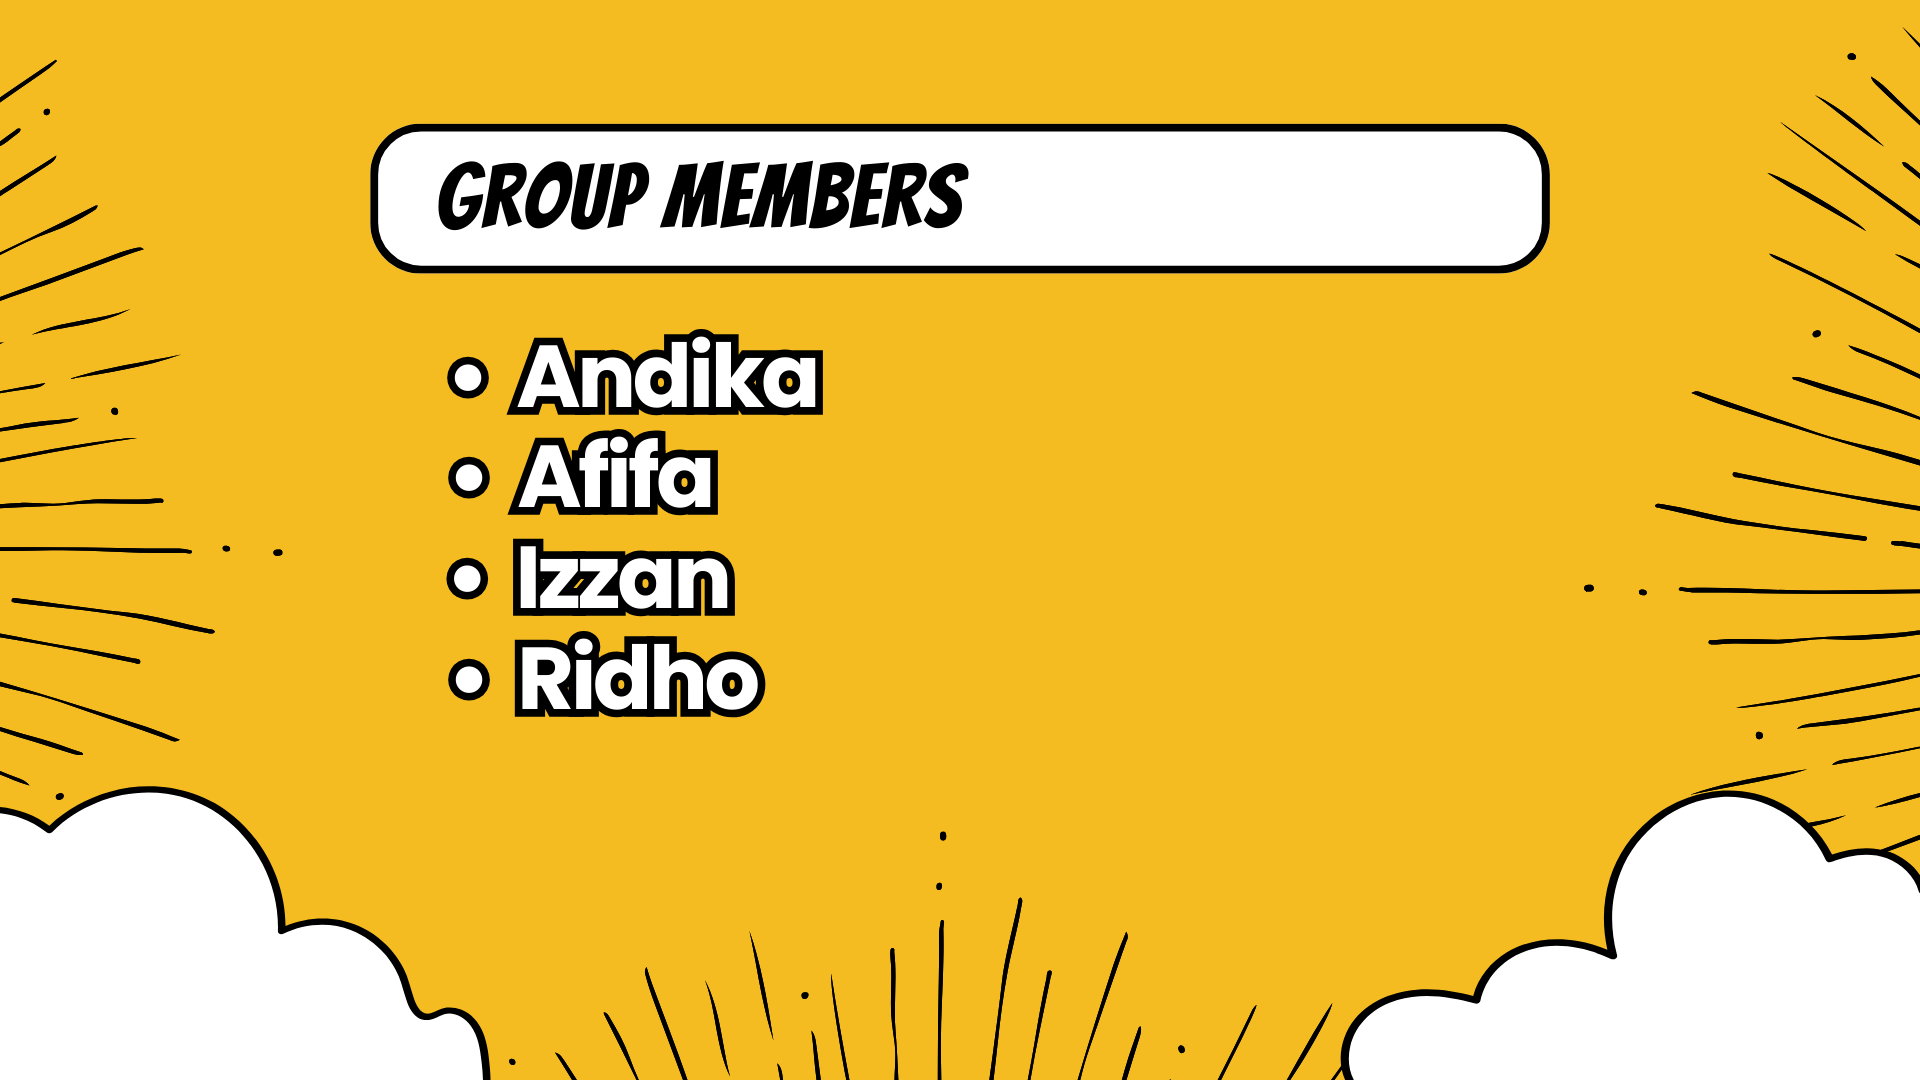 GROUP MEMBERS
• Andika
• Afifa
• Izzan
• Ridho